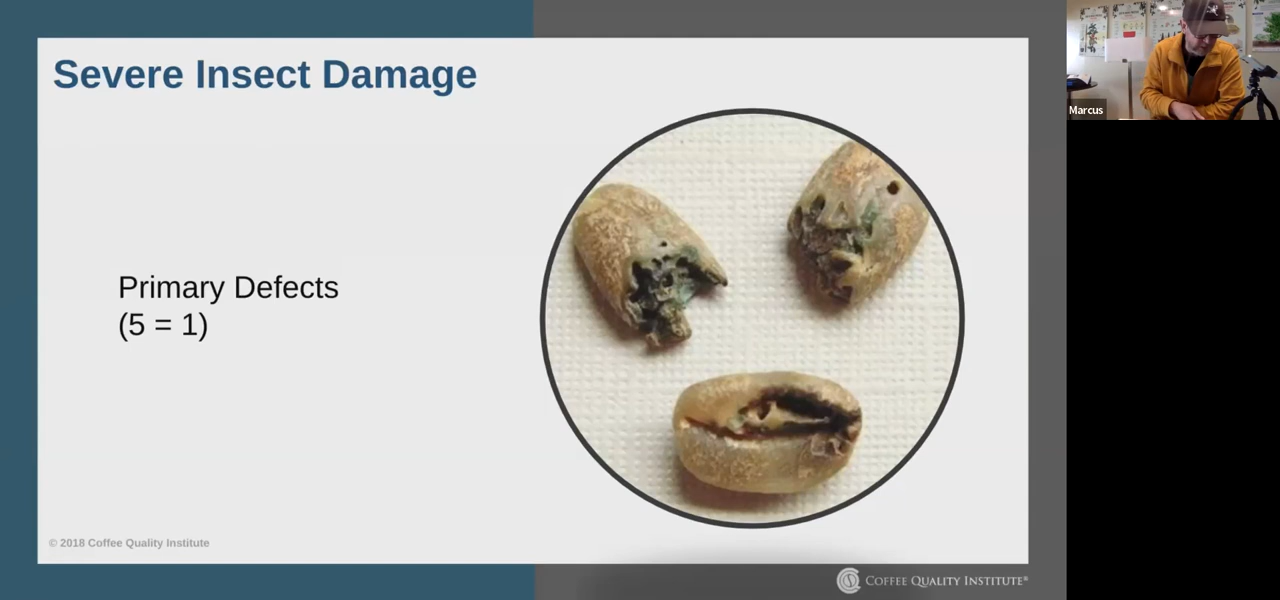 Severe Insect Damage
Primary Defects
(5 = 1)
© 2018 Coffee Quality Institute
COFFEE QUALITY INSTITUTE®
Marcus